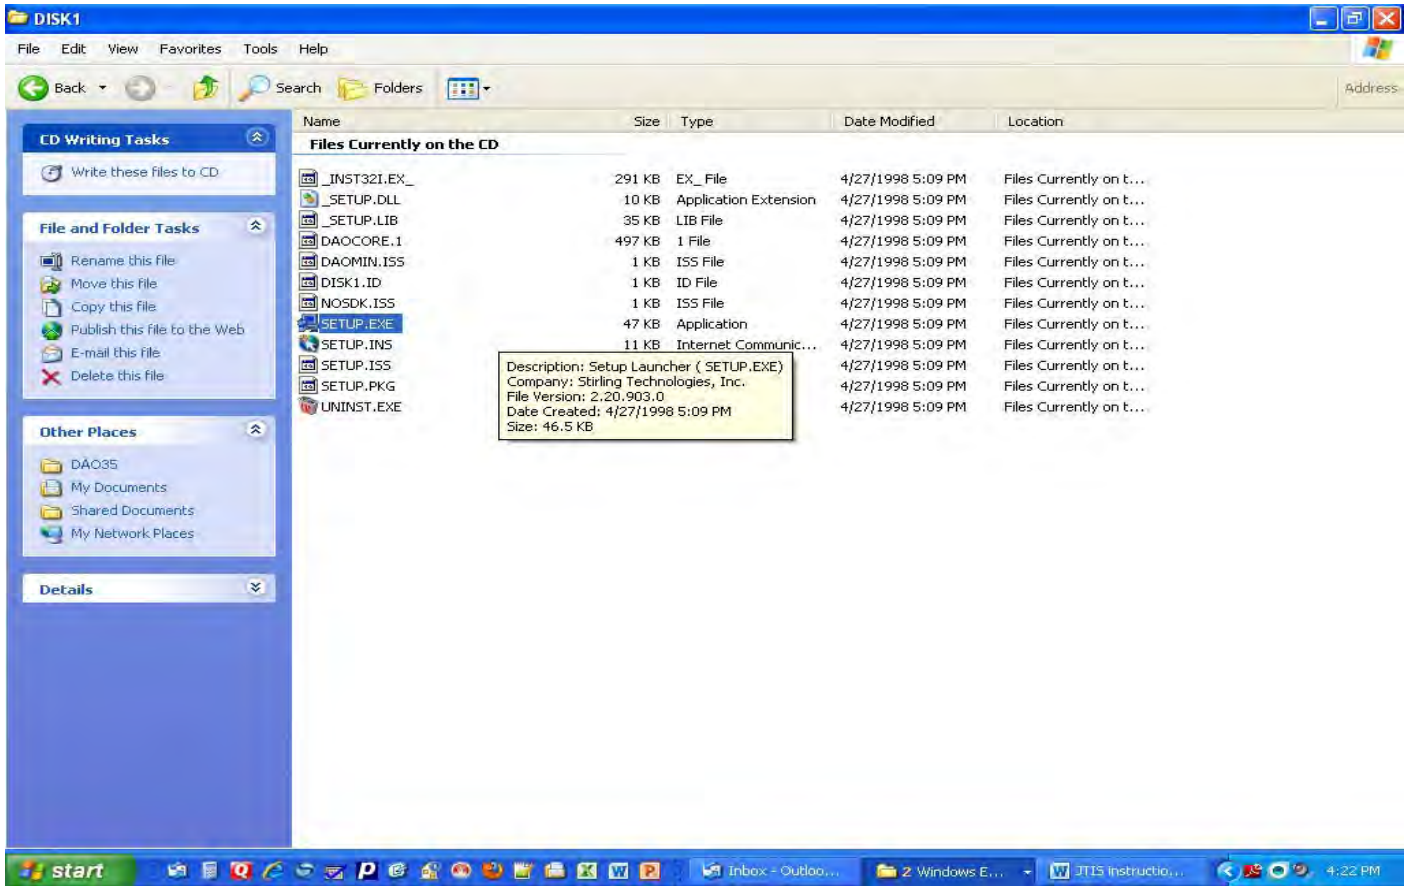 DISK1
File Edit View Favorites Tools Help
Back Search Folders Address
Name Size Type Date Modified Location
Files Currently on the CD
_INST32I.EX_ 291 KB EX_ File 4/27/1998 5:09 PM Files Currently on t...
_SETUP.DLL 10 KB Application Extension 4/27/1998 5:09 PM Files Currently on t...
_SETUP.LIB 35 KB LIB File 4/27/1998 5:09 PM Files Currently on t...
DAOCORE.1 497 KB 1 File 4/27/1998 5:09 PM Files Currently on t...
DAOMIN.ISS 1 KB ISS File 4/27/1998 5:09 PM Files Currently on t...
DISK1.ID 1 KB ID File 4/27/1998 5:09 PM Files Currently on t...
NOSDK.ISS 1 KB ISS File 4/27/1998 5:09 PM Files Currently on t...
SETUP.EXE 47 KB Application 4/27/1998 5:09 PM Files Currently on t...
SETUP.INS 11 KB Internet Communic... 4/27/1998 5:09 PM Files Currently on t...
SETUP.ISS 4/27/1998 5:09 PM Files Currently on t...
SETUP.PKG 4/27/1998 5:09 PM Files Currently on t...
UNINST.EXE 4/27/1998 5:09 PM Files Currently on t...
Description: Setup Launcher ( SETUP.EXE)
Company: Stirling Technologies, Inc.
File Version: 2.20.903.0
Date Created: 4/27/1998 5:09 PM
Size: 46.5 KB
CD Writing Tasks
Write these files to CD
File and Folder Tasks
Rename this file
Move this file
Copy this file
Publish this file to the Web
E-mail this file
Delete this file
Other Places
DAO35
My Documents
Shared Documents
My Network Places
Details
start Inbox - Outloo... 2 Windows E... JTIS instructio... 4:22 PM